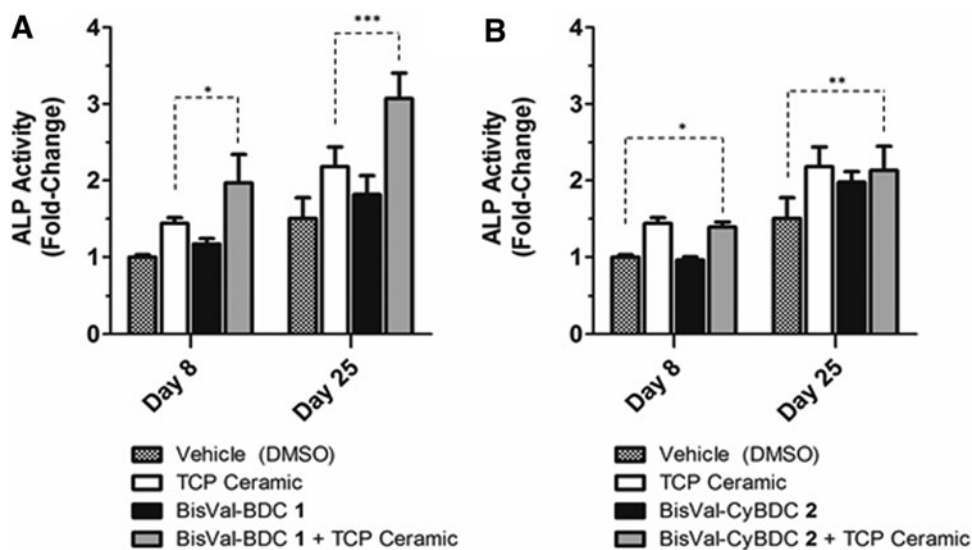 A
ALP Activity
(Fold-Change)
4
3
2
1
0
*
***
Day 8
Day 25
Vehicle (DMSO)
TCP Ceramic
BisVal-BDC 1
BisVal-BDC 1 + TCP Ceramic
B
ALP Activity
(Fold-Change)
4
3
2
1
0
*
**
Day 8
Day 25
Vehicle (DMSO)
TCP Ceramic
BisVal-CyBDC 2
BisVal-CyBDC 2 + TCP Ceramic